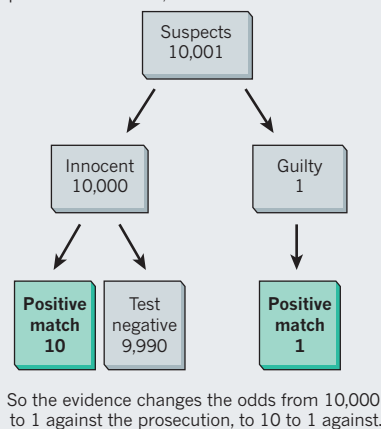 Suspects
10,001
Innocent
10,000
Guilty
1
Positive
match
10
Test
negative
9,990
Positive
match
1
So the evidence changes the odds from 10,000
to 1 against the prosecution, to 10 to 1 against.